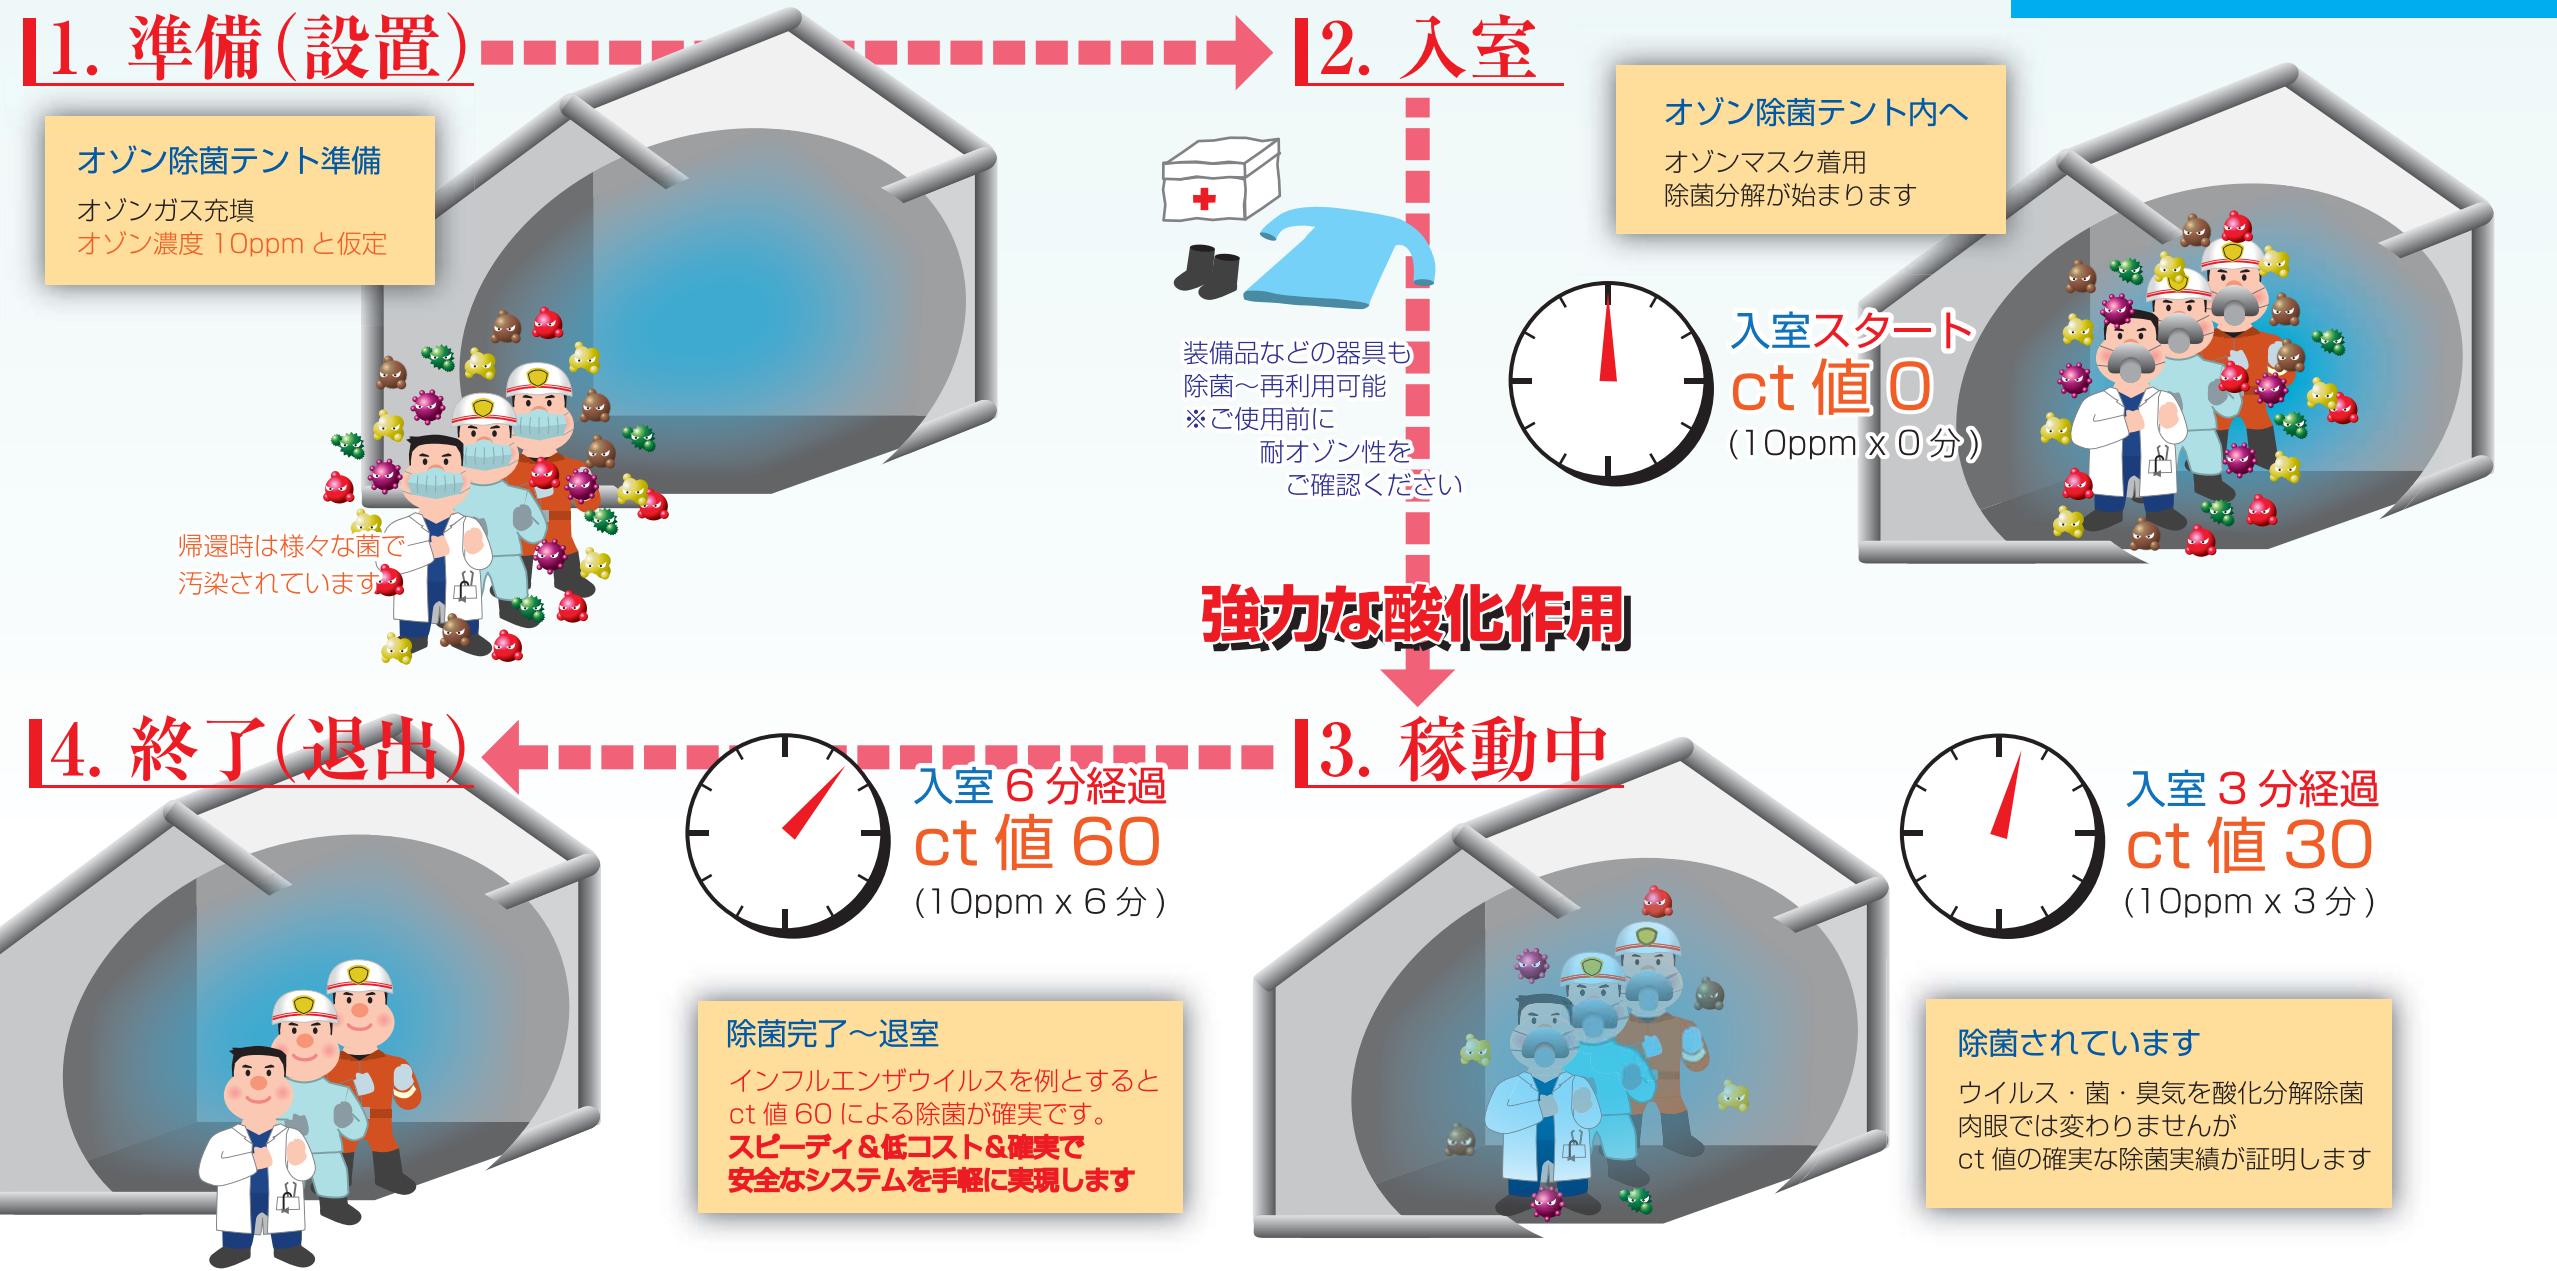 1. 準備(設置)
オゾン除菌テント準備
オゾンガス充填
オゾン濃度 10ppm と仮定
帰還時は様々な菌で
汚染されています
2. 入室
装備品などの器具も
除菌～再利用可能
※ご使用前に
耐オゾン性を
ご確認ください
オゾン除菌テント内へ
オゾンマスク着用
除菌分解が始まります
入室スタート
ct 値 0
(10ppm x 0 分)
強力な酸化作用
3. 稼動中
入室 3 分経過
ct 値 30
(10ppm x 3 分)
除菌されています
ウイルス・菌・臭気を酸化分解除菌
内眼では変わりませんが
ct 値の確実な除菌実績が証明します
4. 終了(退出)
入室 6 分経過
ct 値 60
(10ppm x 6 分)
除菌完了～退室
インフルエンザウイルスを例とすると
ct 値 60 による除菌が確実です。
スピーディ＆低コスト＆確実で
安全なシステムを手軽に実現します